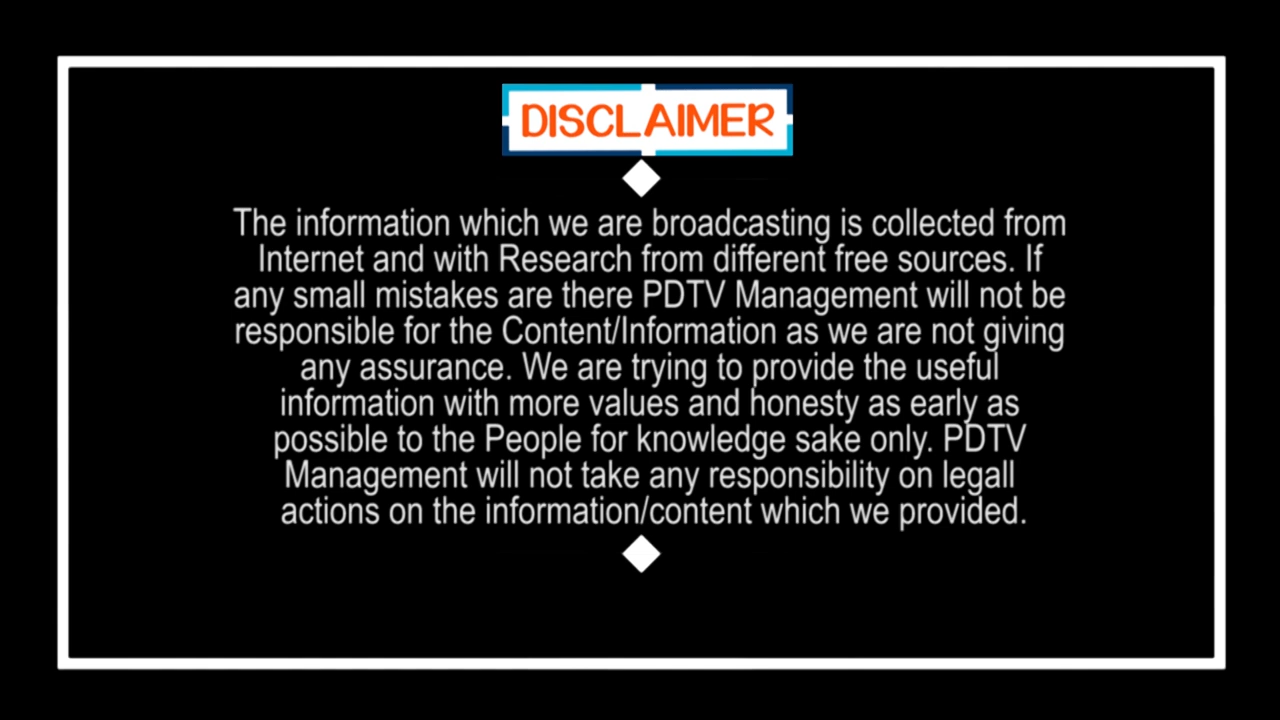 DISCLAIMER
The information which we are broadcasting is collected from
Internet and with Research from different free sources. If
any small mistakes are there PDTV Management will not be
responsible for the Content/Information as we are not giving
any assurance. We are trying to provide the useful
information with more values and honesty as early as
possible to the People for knowledge sake only. PDTV
Management will not take any responsibility on legall
actions on the information/content which we provided.